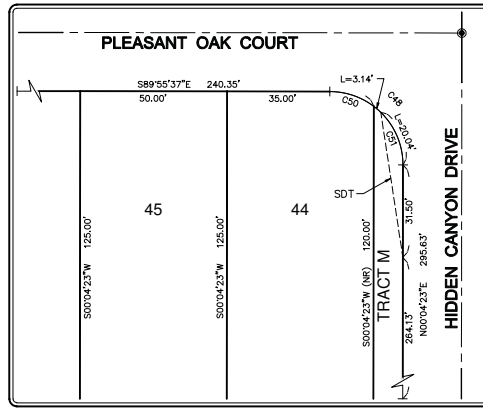 PLEASANT OAK COURT
S89°55'37"E 240.35'
50.00'
35.00'
L=3.14'
C50
C48
L=20.04'
C51
SDT
45
44
S00°04'23"W 125.00'
S00°04'23"W 125.00'
S00°04'23"W (NR) 120.00'
TRACT M
31.50'
264.13'
N00°04'23"E 295.63'
HIDDEN CANYON DRIVE